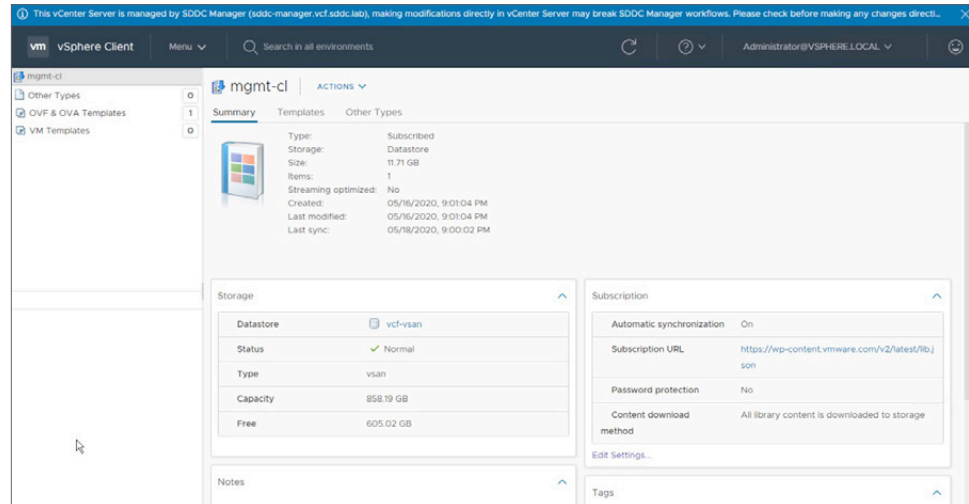 This vCenter Server is managed by SDDC Manager (sddc-manager.vcf.sddc.lab), making modifications directly in vCenter Server may break SDDC Manager workflows. Please check before making any changes directl...
vm vSphere Client Menu Search in all environments Administrator@VSPHERE.LOCAL
mgmt-cl
Other Types 0
OVF & OVA Templates 1
VM Templates 0
mgmt-cl ACTIONS
Summary Templates Other Types
Type: Subscribed
Storage: Datastore
Size: 11.71 GB
Items: 1
Streaming optimized: No
Created: 05/16/2020, 9:01:04 PM
Last modified: 05/16/2020, 9:01:04 PM
Last sync: 05/18/2020, 9:00:02 PM
Storage
Datastore vcf-vsan
Status Normal
Type vsan
Capacity 858.19 GB
Free 605.02 GB
Notes
Subscription
Automatic synchronization On
Subscription URL https://wp-content.vmware.com/v2/latest/lib.j
son
Password protection No
Content download All library content is downloaded to storage
method
Edit Settings...
Tags